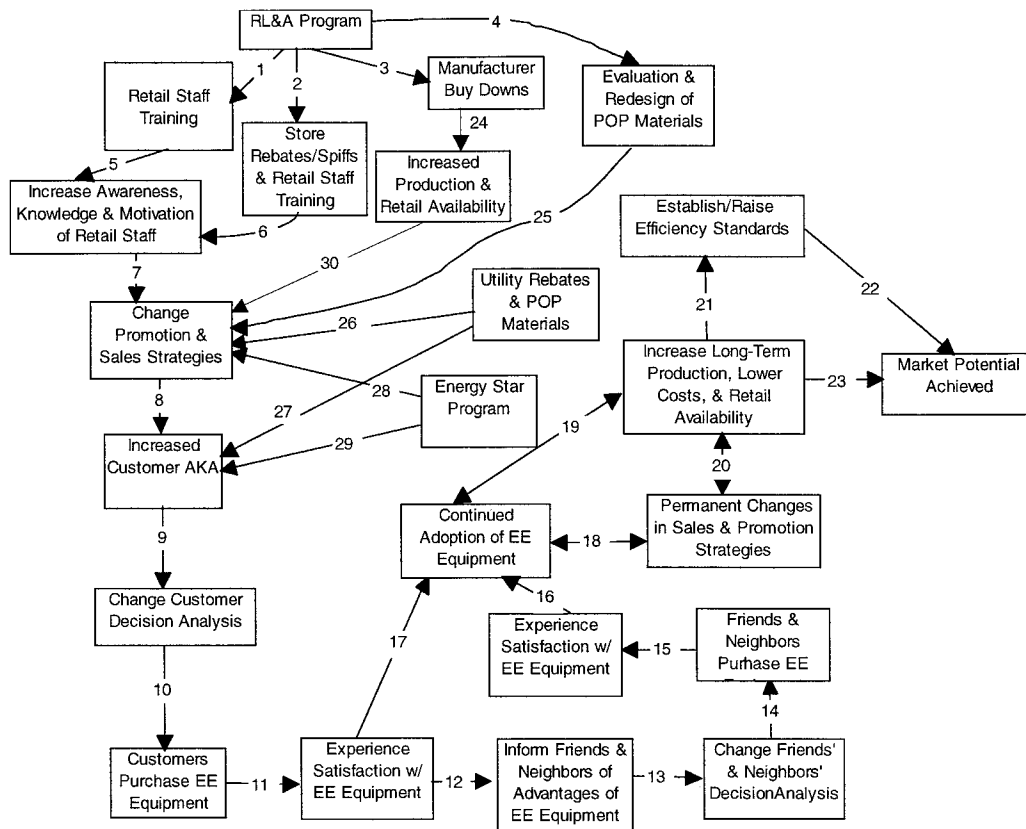 RL&A Program
4
1
2
3
Retail Staff
Training
Manufacturer
Buy Downs
Evaluation &
Redesign of
POP Materials
24
Store
Rebates/Spiffs
& Retail Staff
Training
5
Increased
Production &
Retail Availability
Increase Awareness,
Knowledge & Motivation
of Retail Staff
6
25
Establish/Raise
Efficiency Standards
7
30
Utility Rebates
& POP
Materials
21
22
Change
Promotion &
Sales Strategies
26
Increase Long-Term
Production, Lower
Costs, & Retail
Availability
23
Market Potential
Achieved
8
28
27
Energy Star
Program
29
19
Increased
Customer AKA
20
9
Continued
Adoption of EE
Equipment
18
Permanent Changes
in Sales & Promotion
Strategies
Change Customer
Decision Analysis
16
17
Experience
Satisfaction w/
EE Equipment
15
Friends &
Neighbors
Purhase EE
10
14
Customers
Purchase EE
Equipment
11
Experience
Satisfaction w/
EE Equipment
12
Inform Friends &
Neighbors of
Advantages of
EE Equipment
13
Change Friends'
& Neighbors'
DecisionAnalysis